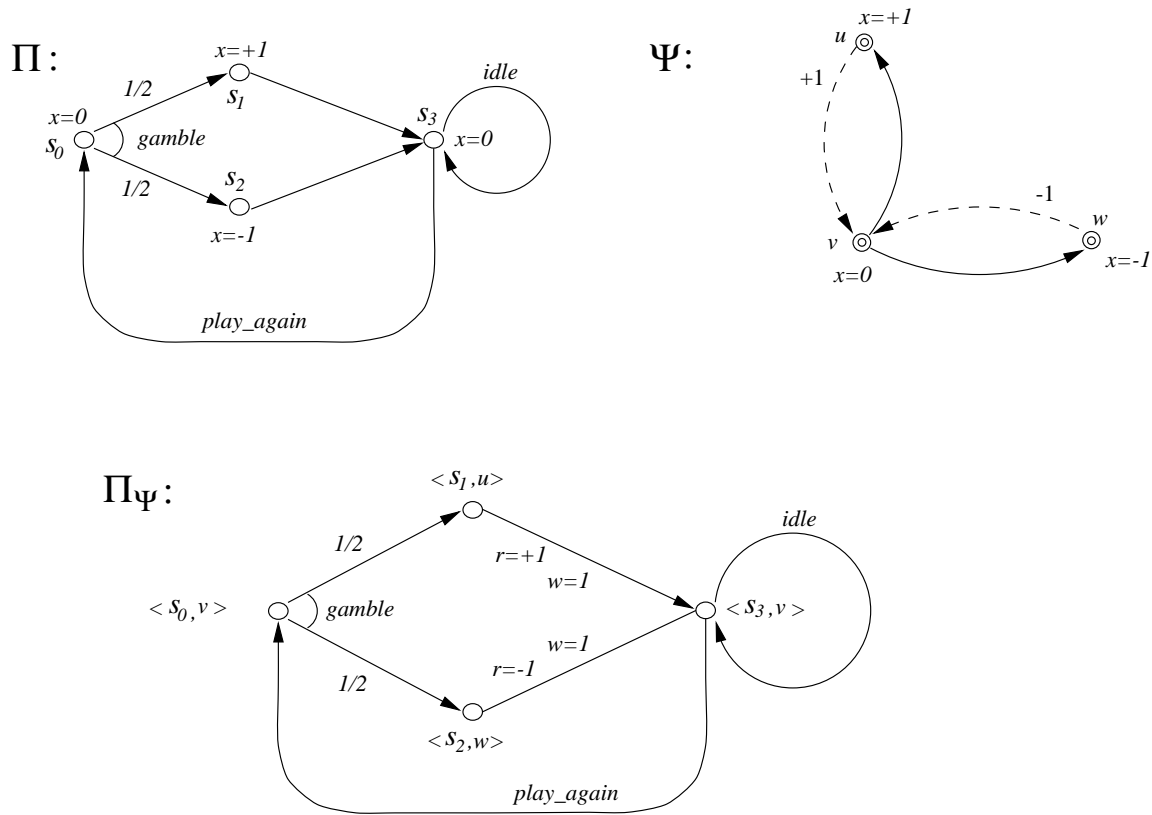 Π:
x=+1
1/2
s1
x=0
s0
gamble
1/2
s2
x=-1
s3
x=0
idle
play_again
Ψ:
x=+1
u
+1
v
x=0
-1
w
x=-1
ΠΨ:
<s1,u>
1/2
r=+1
w=1
idle
<s0,v>
gamble
<s3,v>
w=1
r=-1
1/2
<s2,w>
play_again